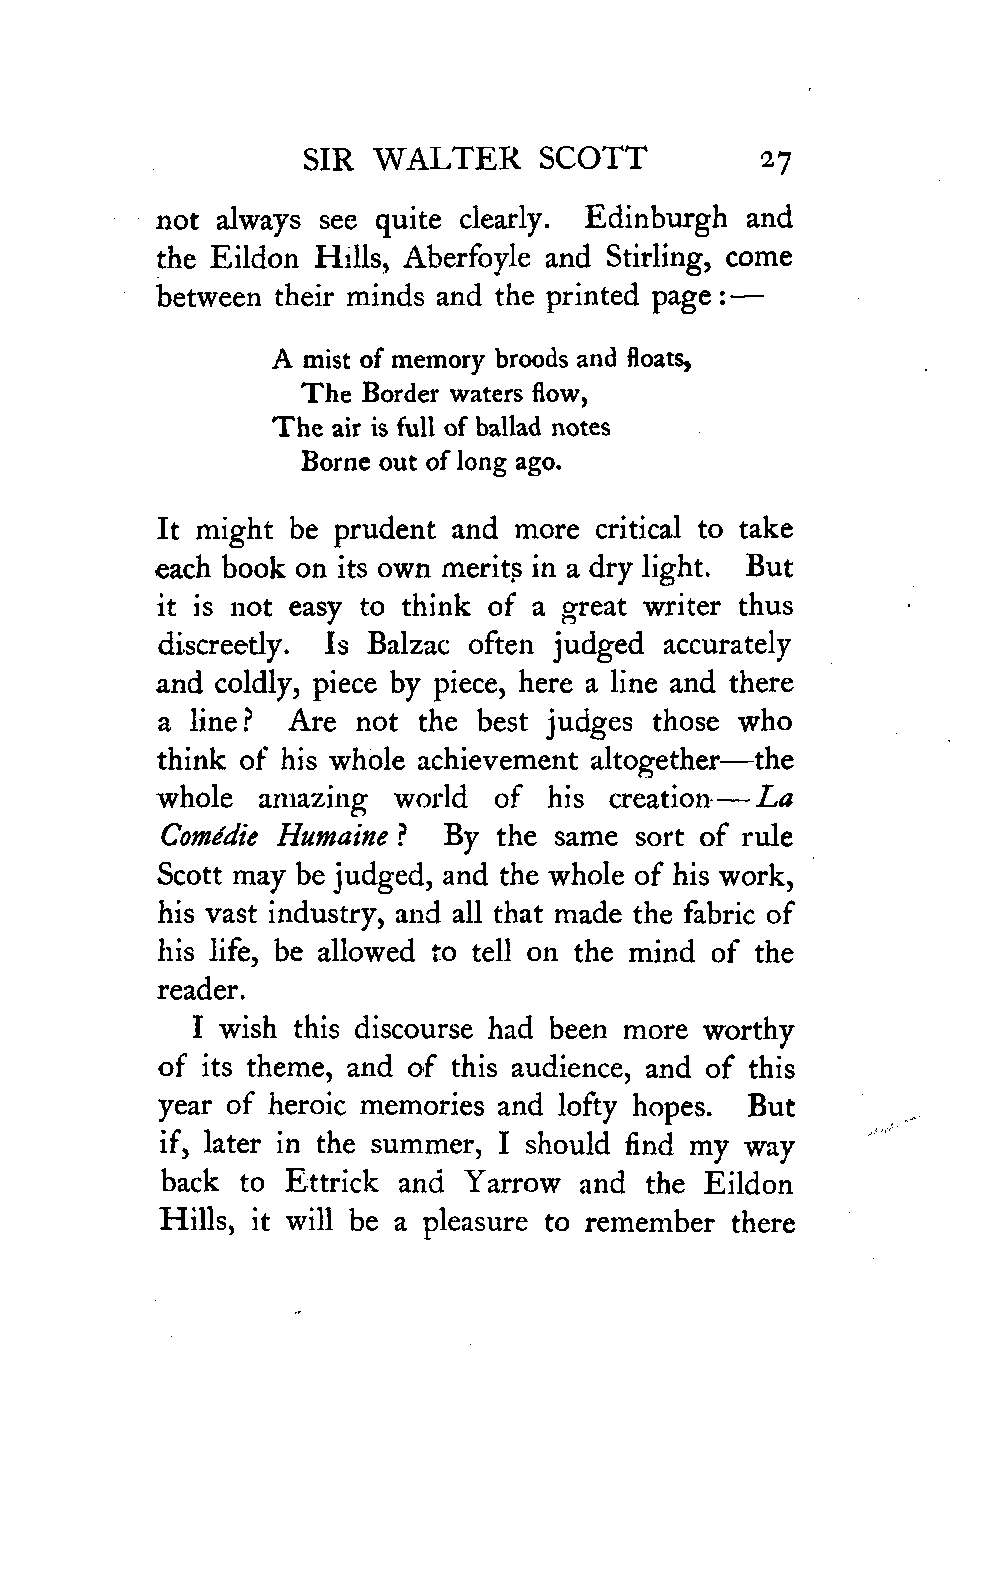 SIR WALTER SCOTT 27
not always see quite clearly. Edinburgh and
the Eildon Hills, Aberfoyle and Stirling, come
between their minds and the printed page :—
A mist of memory broods and floats,
The Border waters flow,
The air is full of ballad notes
Borne out of long ago.
It might be prudent and more critical to take
each book on its own merits in a dry light. But
it is not easy to think of a great writer thus
discreetly. Is Balzac often judged accurately
and coldly, piece by piece, here a line and there
a line? Are not the best judges those who
think of his whole achievement altogether—the
whole amazing world of his creation—La
Comédie Humaine? By the same sort of rule
Scott may be judged, and the whole of his work,
his vast industry, and all that made the fabric of
his life, be allowed to tell on the mind of the
reader.
I wish this discourse had been more worthy
of its theme, and of this audience, and of this
year of heroic memories and lofty hopes. But
if, later in the summer, I should find my way
back to Ettrick and Yarrow and the Eildon
Hills, it will be a pleasure to remember there